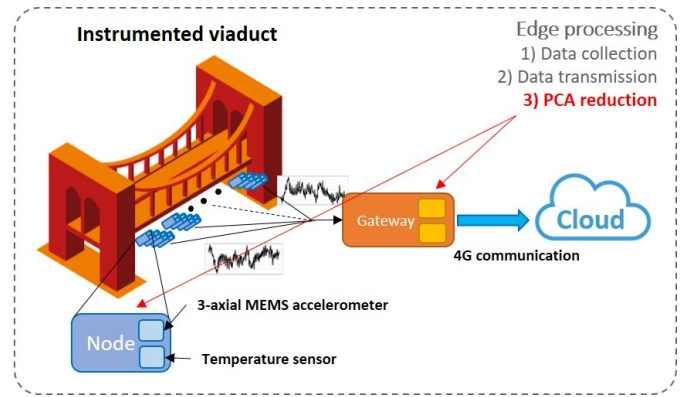 Instrumented viaduct
Edge processing
1) Data collection
2) Data transmission
3) PCA reduction
Gateway
Cloud
4G communication
3-axial MEMS accelerometer
Node
Temperature sensor